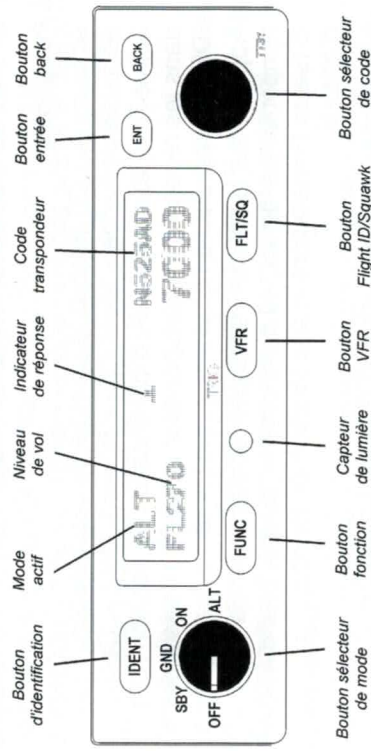 Bouton
d'identification
Mode
actif
Niveau
de vol
Indicateur
de réponse
Code
transpondeur
Bouton
entrée
Bouton
back
IDENT
ENT
BACK
SBY
GND
ON
OFF
ALT
ALT
FL270
7000
FUNC
VFR
FLT/SQ
Bouton sélecteur
de mode
Bouton
fonction
Capteur
de lumière
Bouton
VFR
Bouton
Flight ID/Squawk
Bouton sélecteur
de code